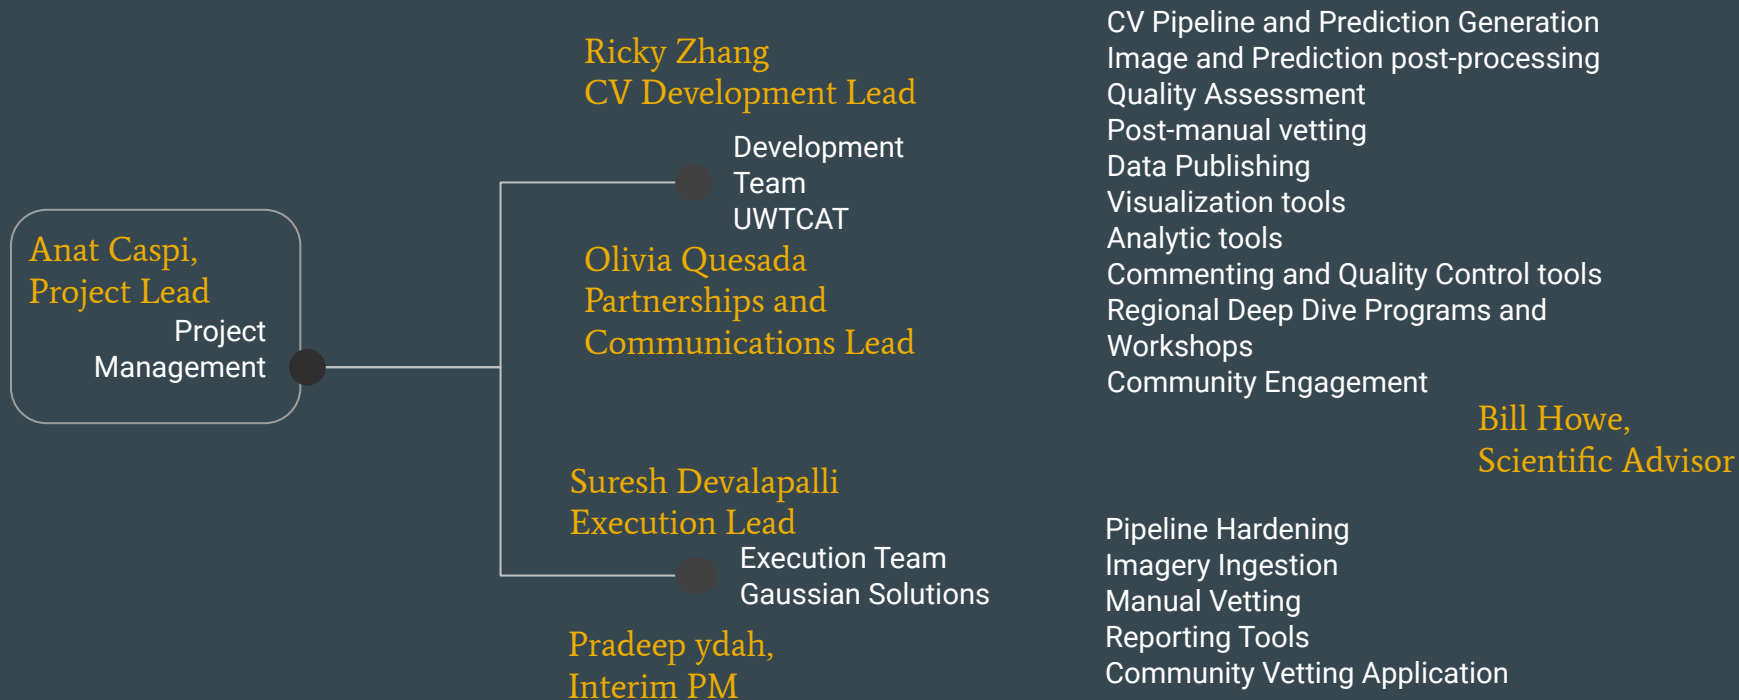 Anat Caspi,
Project Lead
Project
Management
Ricky Zhang
CV Development Lead
Development
Team
UWTCAT
Olivia Quesada
Partnerships and
Communications Lead
CV Pipeline and Prediction Generation
Image and Prediction post-processing
Quality Assessment
Post-manual vetting
Data Publishing
Visualization tools
Analytic tools
Commenting and Quality Control tools
Regional Deep Dive Programs and
Workshops
Community Engagement
Bill Howe,
Scientific Advisor
Suresh Devalapalli
Execution Lead
Execution Team
Gaussian Solutions
Pradeep ydah,
Interim PM
Pipeline Hardening
Imagery Ingestion
Manual Vetting
Reporting Tools
Community Vetting Application